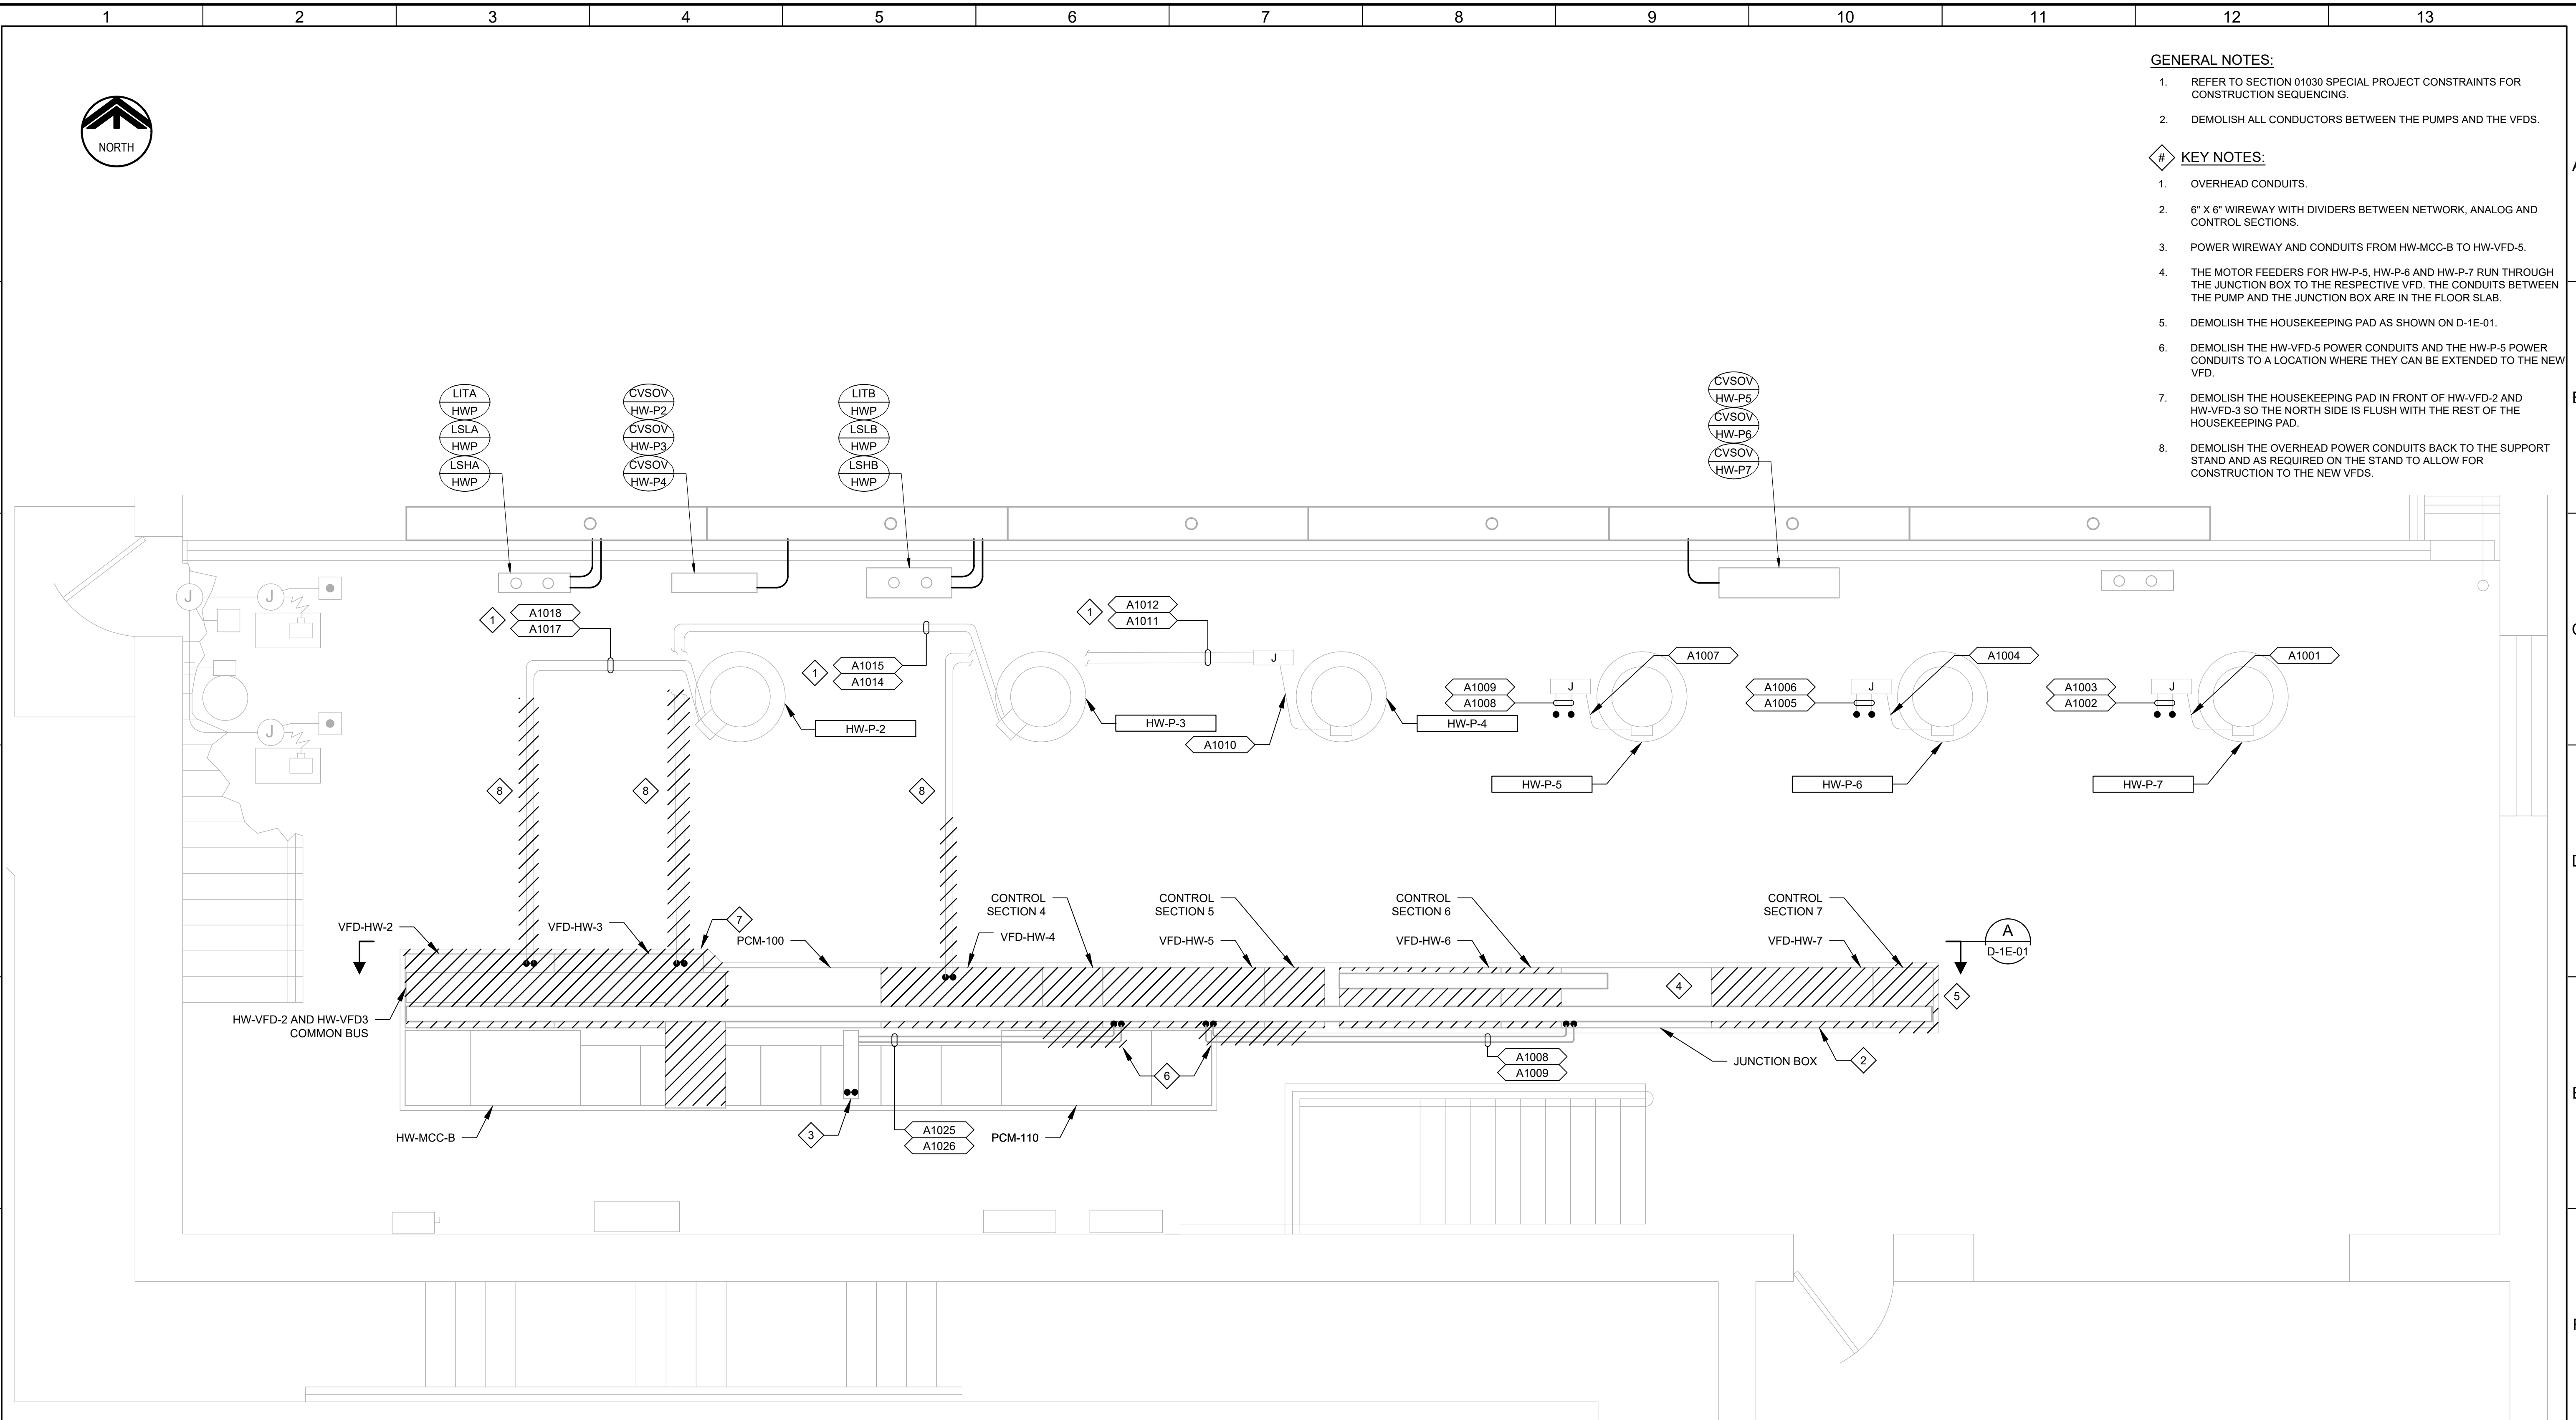 1 2 3 4 5 6 7 8 9 10 11 12 13
NORTH
GENERAL NOTES:
1. REFER TO SECTION 01030 SPECIAL PROJECT CONSTRAINTS FOR
CONSTRUCTION SEQUENCING.
2. DEMOLISH ALL CONDUCTORS BETWEEN THE PUMPS AND THE VFDS.
# KEY NOTES:
1. OVERHEAD CONDUITS.
2. 6" X 6" WIREWAY WITH DIVIDERS BETWEEN NETWORK, ANALOG AND
CONTROL SECTIONS.
3. POWER WIREWAY AND CONDUITS FROM HW-MCC-B TO HW-VFD-5.
4. THE MOTOR FEEDERS FOR HW-P-5, HW-P-6 AND HW-P-7 RUN THROUGH
THE JUNCTION BOX TO THE RESPECTIVE VFD. THE CONDUITS BETWEEN
THE PUMP AND THE JUNCTION BOX ARE IN THE FLOOR SLAB.
5. DEMOLISH THE HOUSEKEEPING PAD AS SHOWN ON D-1E-01.
6. DEMOLISH THE HW-VFD-5 POWER CONDUITS AND THE HW-P-5 POWER
CONDUITS TO A LOCATION WHERE THEY CAN BE EXTENDED TO THE NEW
VFD.
7. DEMOLISH THE HOUSEKEEPING PAD IN FRONT OF HW-VFD-2 AND
HW-VFD-3 SO THE NORTH SIDE IS FLUSH WITH THE REST OF THE
HOUSEKEEPING PAD.
8. DEMOLISH THE OVERHEAD POWER CONDUITS BACK TO THE SUPPORT
STAND AND AS REQUIRED ON THE STAND TO ALLOW FOR
CONSTRUCTION TO THE NEW VFDS.
LITA
HWP
LSLA
HWP
LSHA
HWP
CVSOV
HW-P2
CVSOV
HW-P3
CVSOV
HW-P4
LITB
HWP
LSLB
HWP
LSHB
HWP
CVSOV
HW-P5
CVSOV
HW-P6
CVSOV
HW-P7
J
J
J
1
A1018
A1017
1
A1015
A1014
1
A1012
A1011
J
A1010
HW-P-2
HW-P-3
HW-P-4
A1009
A1008
J
A1007
HW-P-5
A1006
A1005
J
A1004
HW-P-6
A1003
A1002
J
A1001
HW-P-7
8
8
8
VFD-HW-2
VFD-HW-3
7
PCM-100
CONTROL
SECTION 4
VFD-HW-4
CONTROL
SECTION 5
VFD-HW-5
CONTROL
SECTION 6
VFD-HW-6
CONTROL
SECTION 7
VFD-HW-7
A
D-1E-01
4
5
HW-VFD-2 AND HW-VFD3
COMMON BUS
6
A1008
A1009
JUNCTION BOX
2
HW-MCC-B
3
A1025
A1026
PCM-110